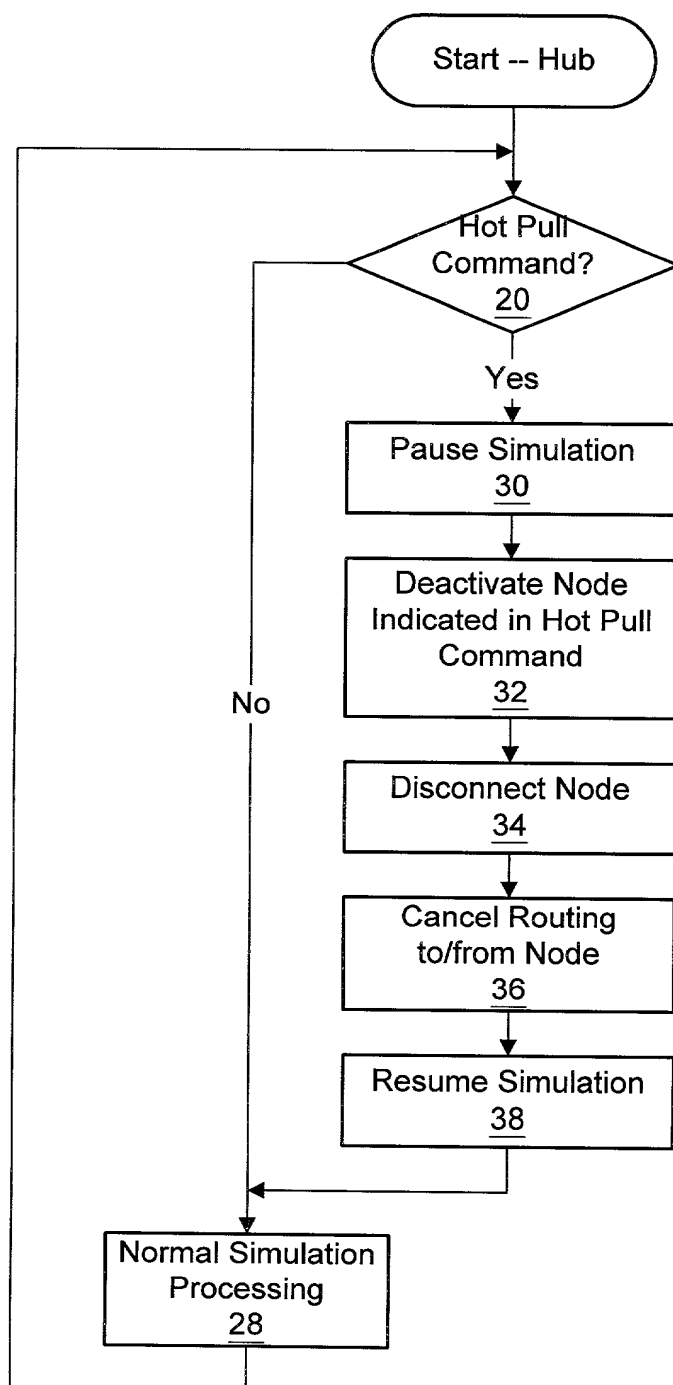 Start -- Hub
Hot Pull
Command?
20
Yes
Pause Simulation
30
Deactivate Node
Indicated in Hot Pull
Command
32
No
Disconnect Node
34
Cancel Routing
to/from Node
36
Resume Simulation
38
Normal Simulation
Processing
28